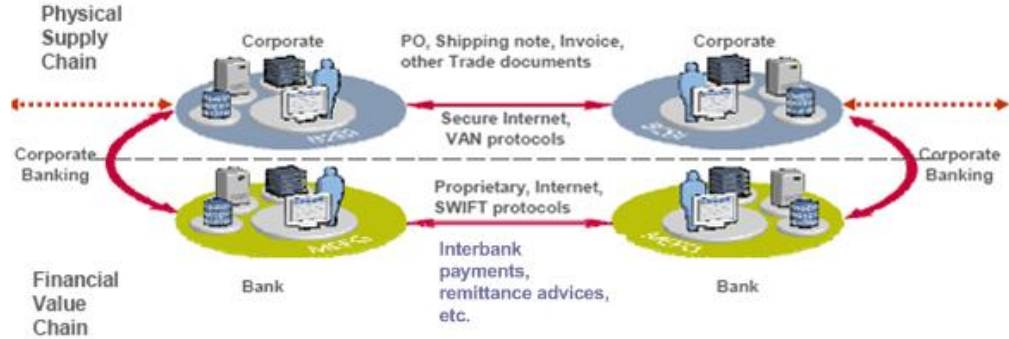 Physical
Supply
Chain
Corporate
PO, Shipping note, Invoice,
other Trade documents
Corporate
Secure Internet,
VAN protocols
Corporate
Banking
Corporate
Banking
Proprietary, Internet,
SWIFT protocols
Interbank
payments,
remittance advices,
etc.
Bank
Bank
Financial
Value
Chain